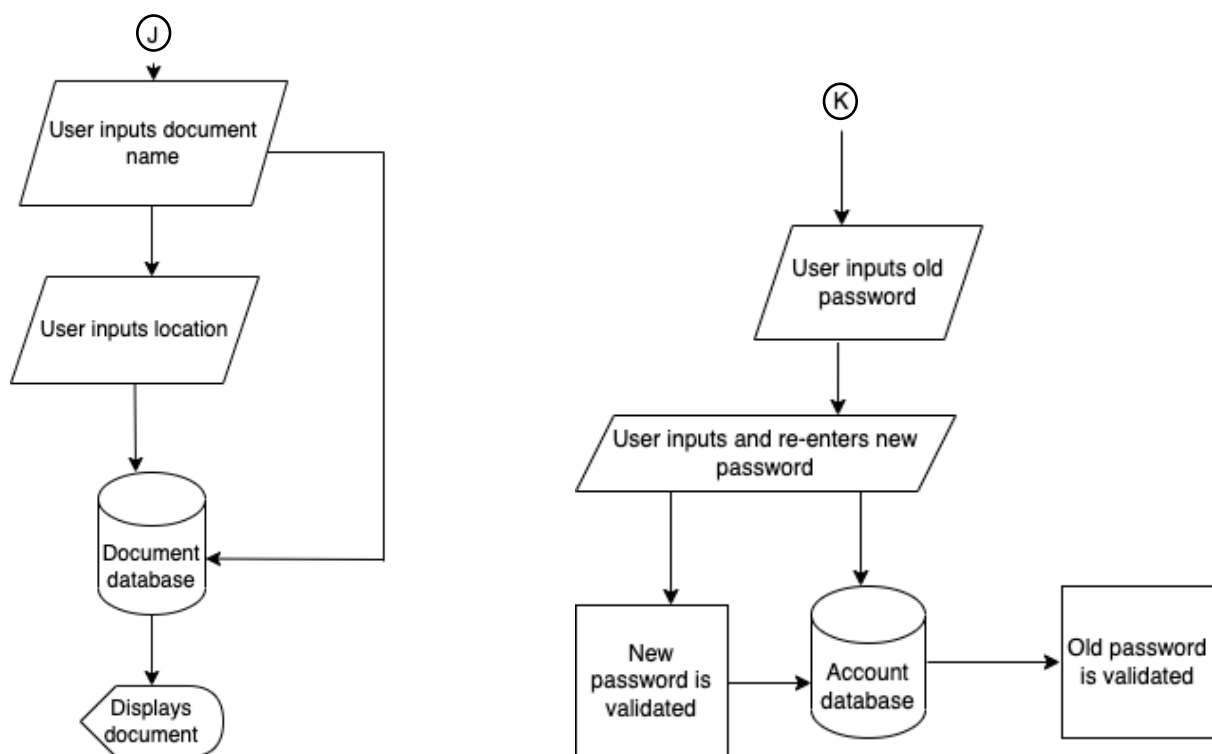 J
User inputs document
name
User inputs location
Document
database
Displays
document
K
User inputs old
password
User inputs and re-enters new
password
New
password is
validated
Account
database
Old password
is validated